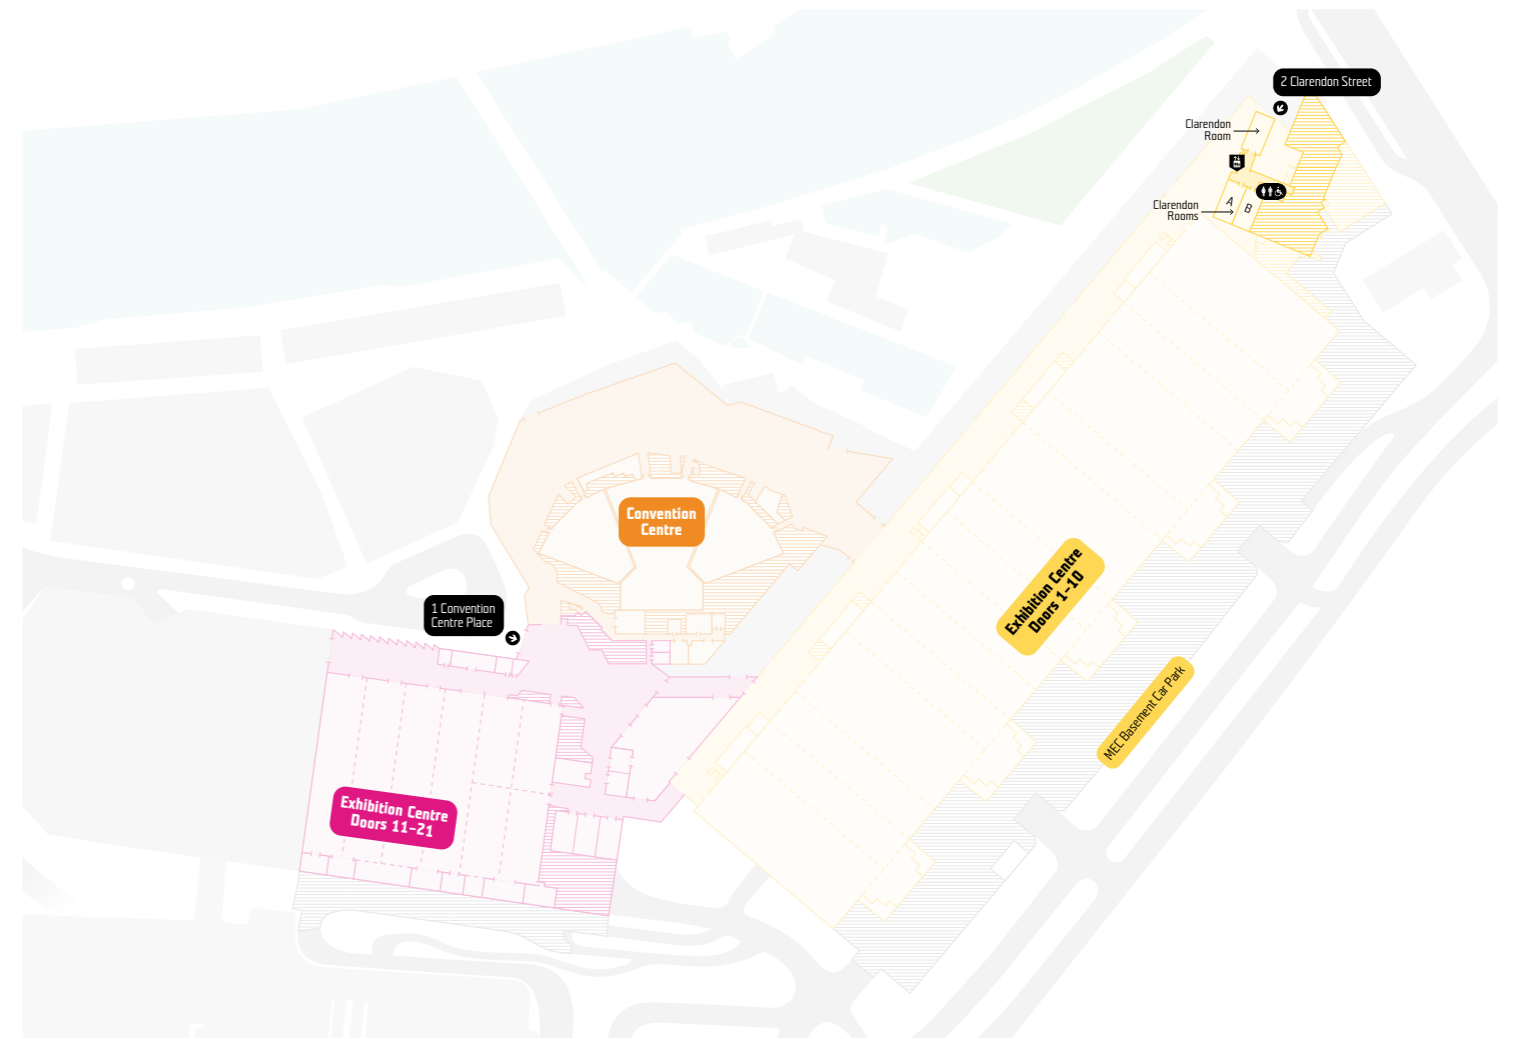 2 Clarendon Street
Clarendon
Room
Clarendon
Rooms
A
B
Convention
Centre
Exhibition Centre
Doors 1-10
1 Convention
Centre Place
MEC Basement Car Park
Exhibition Centre
Doors 11-21